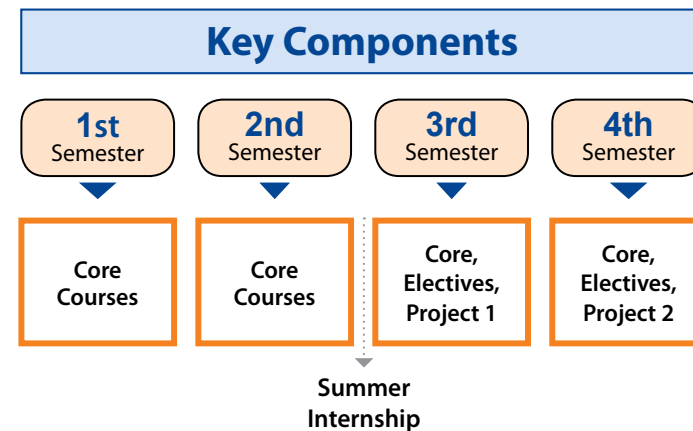 Key Components
1st
Semester
2nd
Semester
3rd
Semester
4th
Semester
Core
Courses
Core
Courses
Core,
Electives,
Project 1
Core,
Electives,
Project 2
Summer
Internship